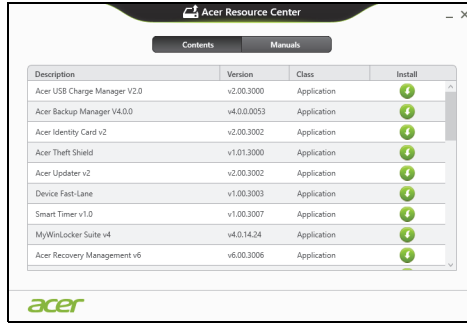 Acer Resource Center
Contents Manuals
Description Version Class Install
Acer USB Charge Manager V2.0 v2.00.3000 Application
Acer Backup Manager V4.0.0 v4.0.0.0053 Application
Acer Identity Card v2 v2.00.3002 Application
Acer Theft Shield v1.01.3000 Application
Acer Updater v2 v2.00.3002 Application
Device Fast-Lane v1.00.3003 Application
Smart Timer v1.0 v1.00.3007 Application
MyWinLocker Suite v4 v4.0.14.24 Application
Acer Recovery Management v6 v6.00.3006 Application
acer